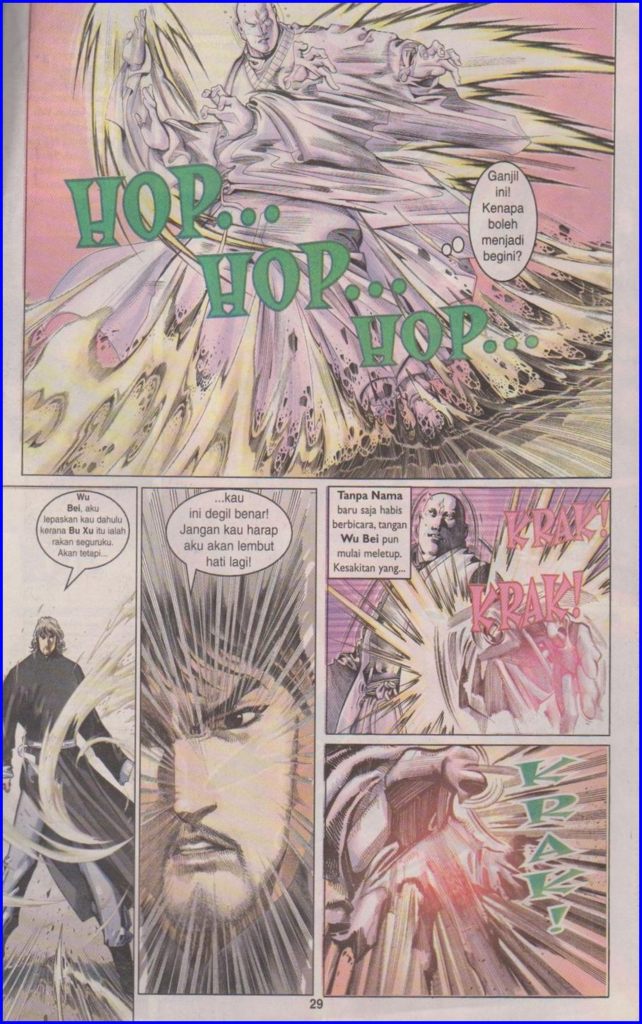 HOP...
HOP...
HOP...
Ganjil
ini!
Kenapa
boleh
menjadi
begini?
Wu
Bei, aku
lepaskan kau dahulu
kerana Bu Xu itu ialah
rakan seguruku.
Akan tetapi...
...kau
ini degil benar!
Jangan kau harap
aku akan lembut
hati lagi!
Tanpa Nama
baru saja habis
berbicara, tangan
Wu Bei pun
mulai meletup.
Kesakitan yang...
KRAK!
KRAK!
KRAK!
29